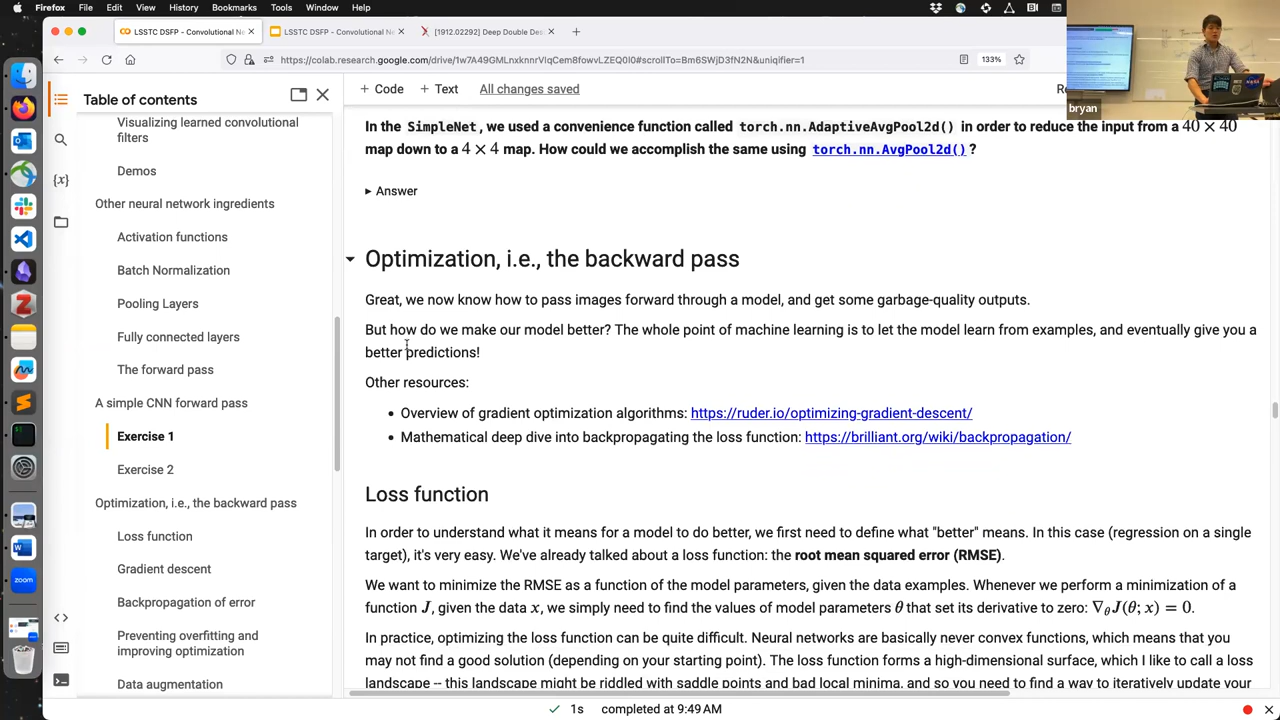 Firefox File Edit View History Bookmarks Tools Window Help
LSSTC DSFP - Convolutional Ne
LSSTC DSFP - Convolutional N
[1912.02292] Deep Double Des
133%
Table of contents
Visualizing learned convolutional
filters
Demos
Other neural network ingredients
Activation functions
Batch Normalization
Pooling Layers
Fully connected layers
The forward pass
A simple CNN forward pass
Exercise 1
Exercise 2
Optimization, i.e., the backward pass
Loss function
Gradient descent
Backpropagation of error
Preventing overfitting and
improving optimization
Data augmentation
+ Code + Text All changes saved
bryan
In the SimpleNet, we used a convenience function called torch.nn.AdaptiveAvgPool2d() in order to reduce the input from a 40 × 40
map down to a 4 × 4 map. How could we accomplish the same using torch.nn.AvgPool2d()?
Answer
Optimization, i.e., the backward pass
Great, we now know how to pass images forward through a model, and get some garbage-quality outputs.
But how do we make our model better? The whole point of machine learning is to let the model learn from examples, and eventually give you a
better predictions!
Other resources:
• Overview of gradient optimization algorithms: https://ruder.io/optimizing-gradient-descent/
• Mathematical deep dive into backpropagating the loss function: https://brilliant.org/wiki/backpropagation/
Loss function
In order to understand what it means for a model to do better, we first need to define what "better" means. In this case (regression on a single
target), it's very easy. We've already talked about a loss function: the root mean squared error (RMSE).
We want to minimize the RMSE as a function of the model parameters, given the data examples. Whenever we perform a minimization of a
function J, given the data x, we simply need to find the values of model parameters θ that set its derivative to zero: ∇θJ(θ; x) = 0.
In practice, optimizing the loss function can be quite difficult. Neural networks are basically never convex functions, which means that you
may not find a good solution (depending on your starting point). The loss function forms a high-dimensional surface, which I like to call a loss
landscape -- this landscape might be riddled with saddle points and bad local minima, and so you need to find a way to iteratively update your
1s completed at 9:49 AM
zoom